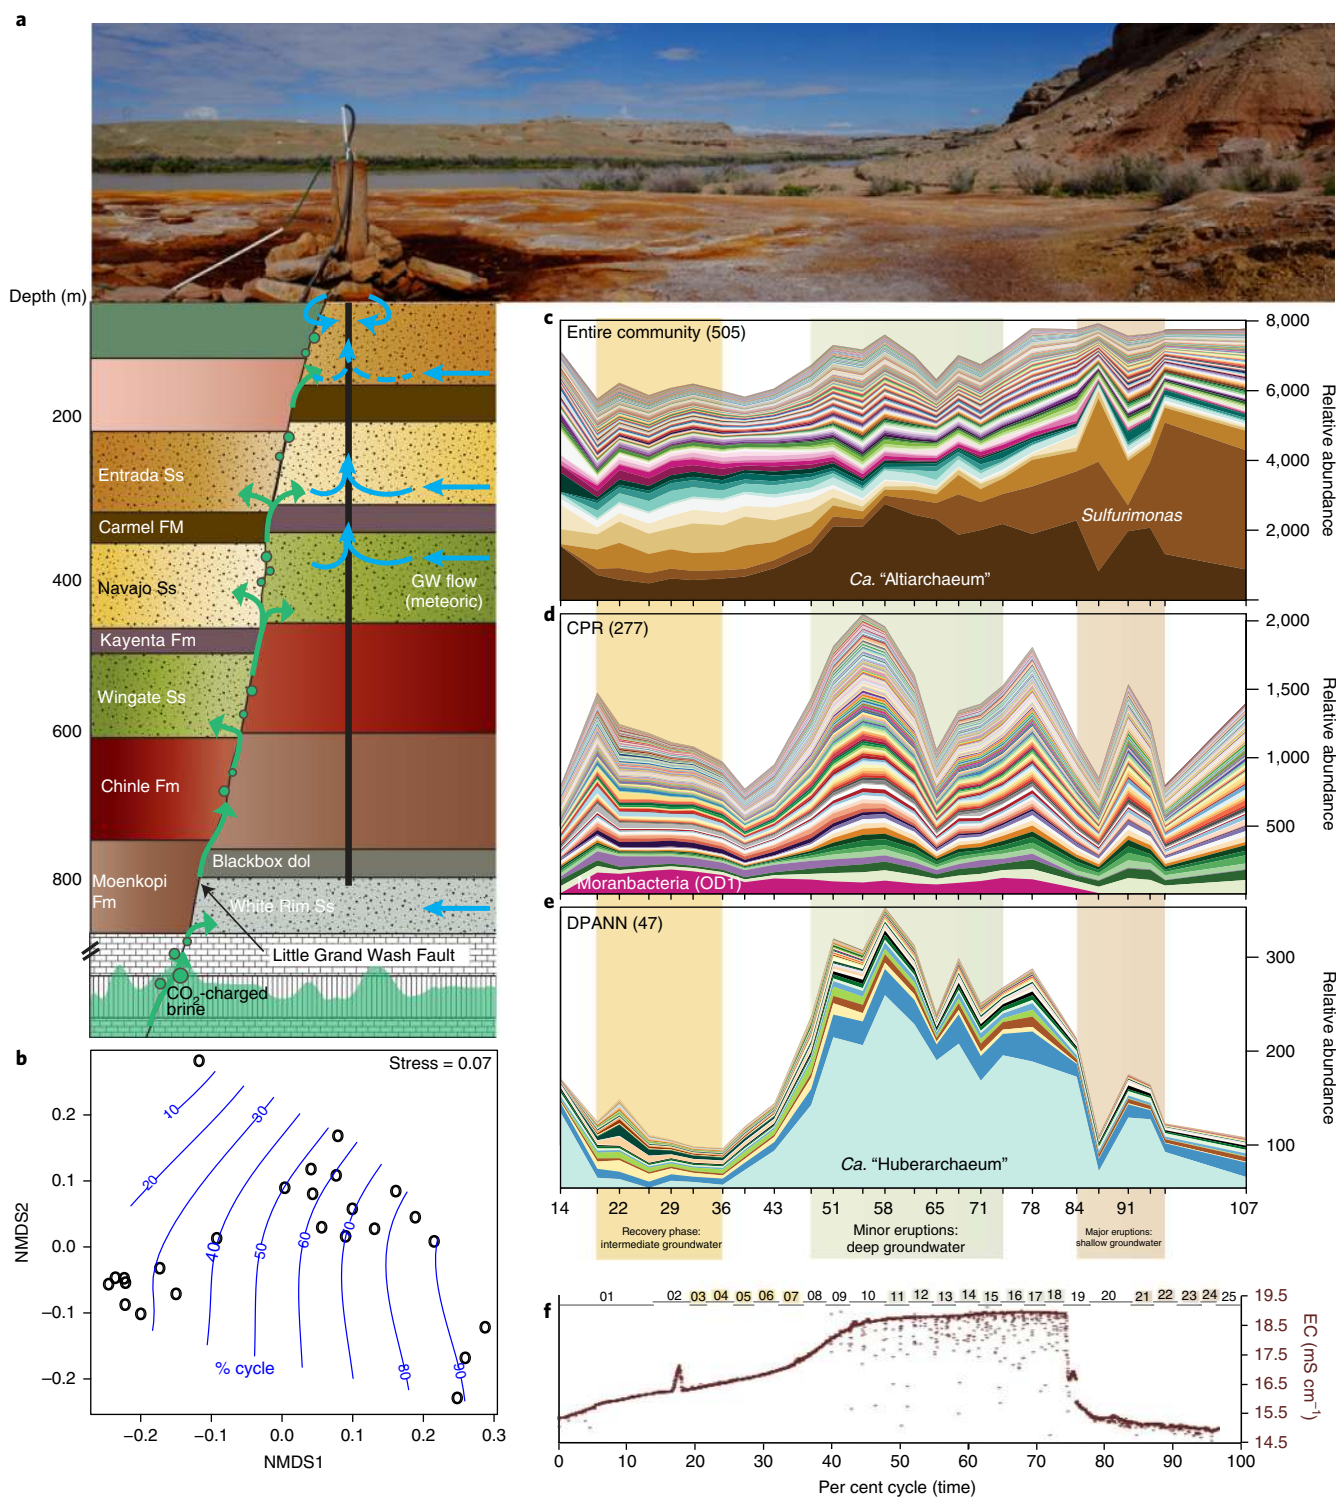 a
Depth (m)
200
400
600
800
Entrada Ss
Carmel FM
Navajo Ss
Kayenta Fm
Wingate Ss
Chinle Fm
Moenkopi
Fm
GW flow
(meteoric)
Blackbox dol
White Rim Ss
Little Grand Wash Fault
CO2-charged
brine
b
Stress = 0.07
NMDS2
0.2
0.1
0.0
−0.1
−0.2
10
20
30
40
50
60
70
80
90
% cycle
−0.2 −0.1 0.0 0.1 0.2 0.3
NMDS1
c
Entire community (505)
Sulfurimonas
Ca. “Altiarchaeum”
8,000
6,000
4,000
2,000
Relative abundance
d
CPR (277)
Moranbacteria (OD1)
2,000
1,500
1,000
500
Relative abundance
e
DPANN (47)
Ca. “Huberarchaeum”
300
200
100
Relative abundance
14 22 29 36 43 51 58 65 71 78 84 91 107
Recovery phase:
intermediate groundwater
Minor eruptions:
deep groundwater
Major eruptions:
shallow groundwater
f
01 02 03 04 05 06 07 08 09 10 11 12 13 14 15 16 17 18 19 20 21 22 23 24 25
19.5
18.5
17.5
16.5
15.5
14.5
EC (mS cm−1)
0 10 20 30 40 50 60 70 80 90 100
Per cent cycle (time)